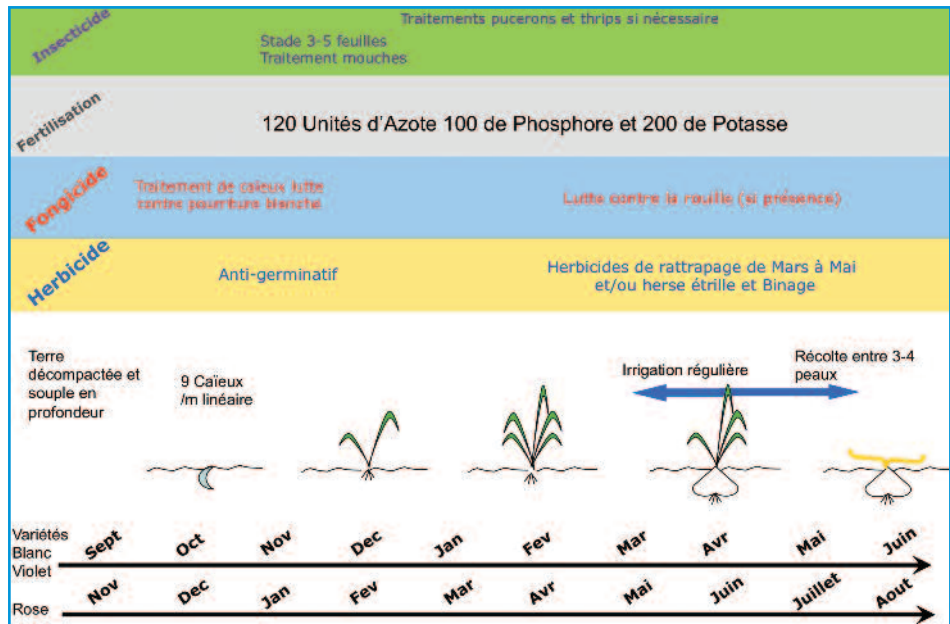 Insecticide
Traitements pucerons et thrips si nécessaire
Stade 3-5 feuilles
Traitement mouches
Fertilisation
120 Unités d'Azote 100 de Phosphore et 200 de Potasse
Fongicide
Traitement de caïeux lutte
contre pourriture blanche
Lutte contre la rouille (si présence)
Herbicide
Anti-germinatif
Herbicides de rattrapage de Mars à Mai
et/ou herse étrille et Binage
Terre
décompactée et
souple en
profondeur
9 Caïeux
/m linéaire
Irrigation régulière
Récolte entre 3-4
peaux
Variétés
Blanc
Violet
Sept Oct Nov Dec Jan Fev Mar Avr Mai Juin
Rose
Nov Dec Jan Fev Mar Avr Mai Juin Juillet Aout